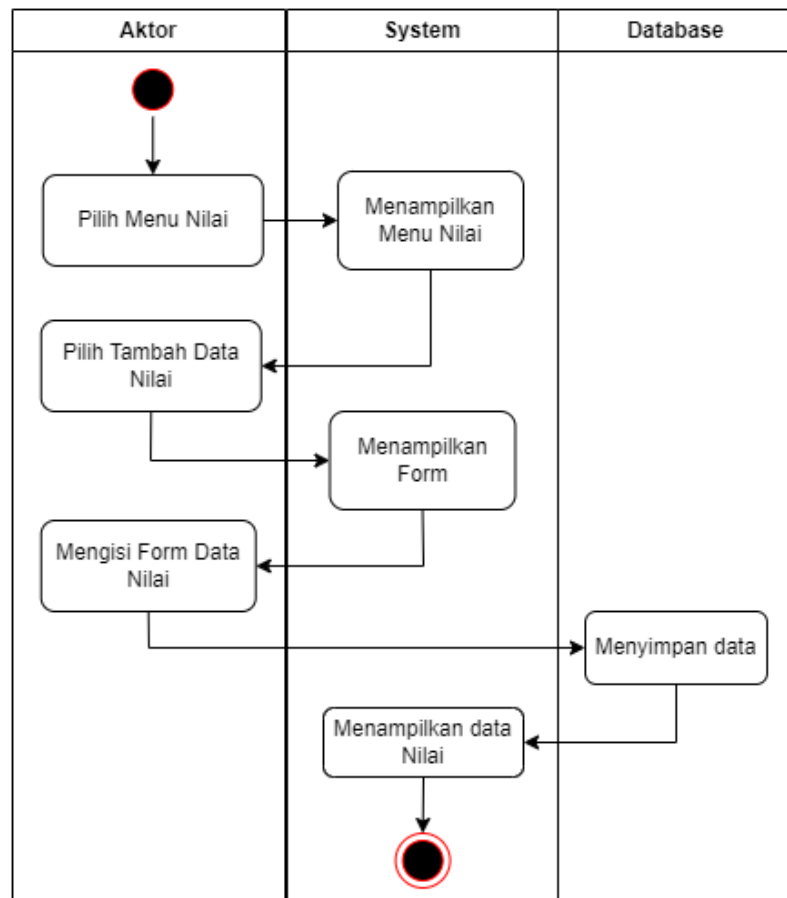 Aktor
System
Database
Pilih Menu Nilai
Menampilkan
Menu Nilai
Pilih Tambah Data
Nilai
Menampilkan
Form
Mengisi Form Data
Nilai
Menyimpan data
Menampilkan data
Nilai